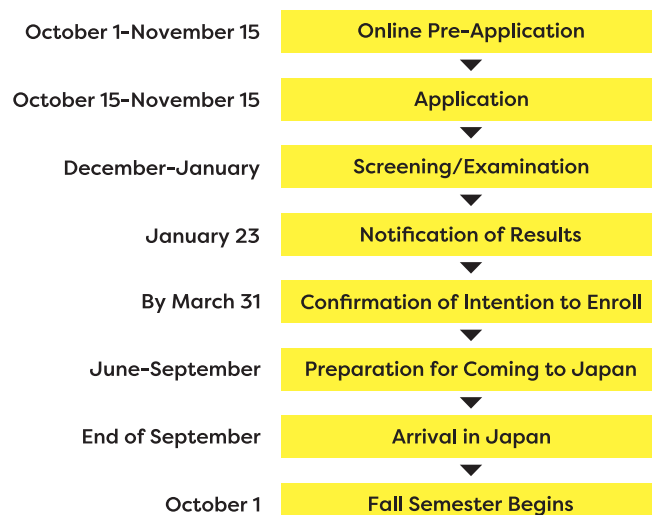 October 1-November 15 Online Pre-Application
October 15-November 15 Application
December-January Screening/Examination
January 23 Notification of Results
By March 31 Confirmation of Intention to Enroll
June-September Preparation for Coming to Japan
End of September Arrival in Japan
October 1 Fall Semester Begins